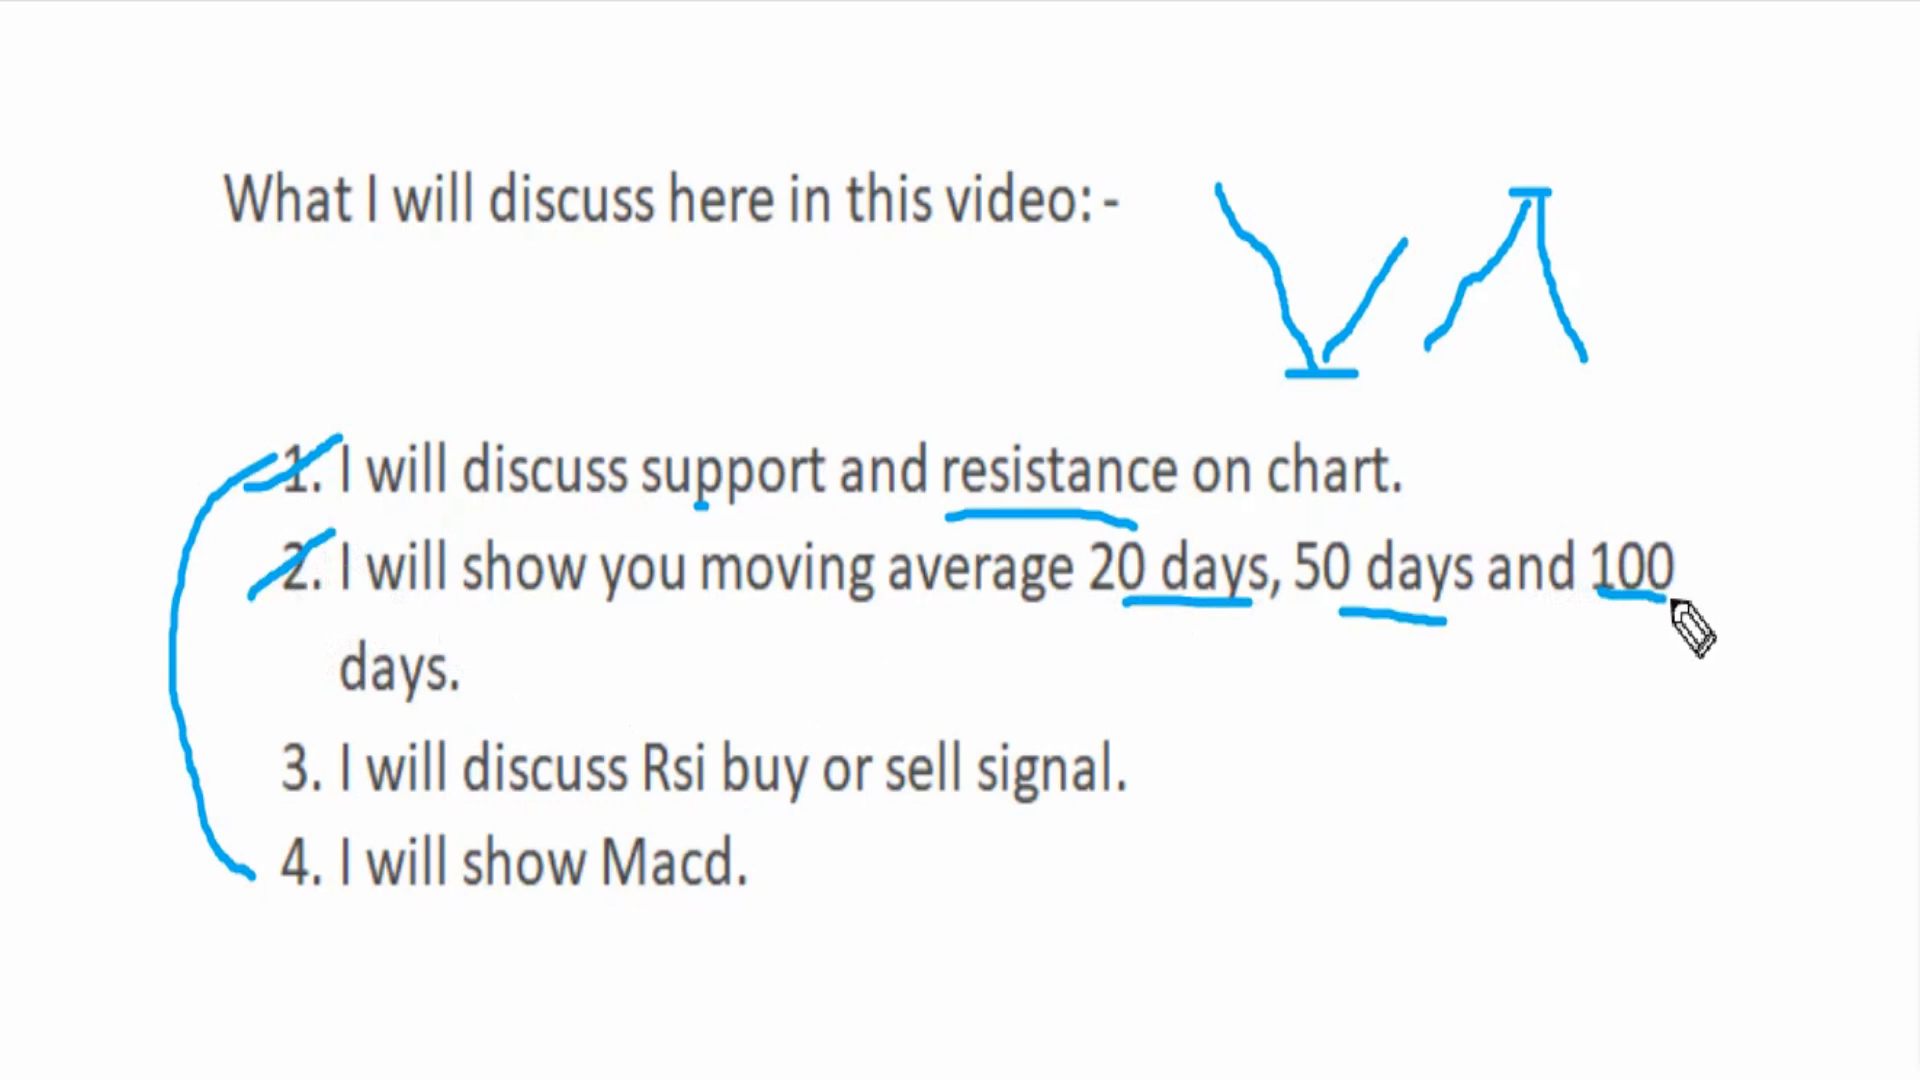 What I will discuss here in this video: -
1. I will discuss support and resistance on chart.
2. I will show you moving average 20 days, 50 days and 100
days.
3. I will discuss Rsi buy or sell signal.
4. I will show Macd.